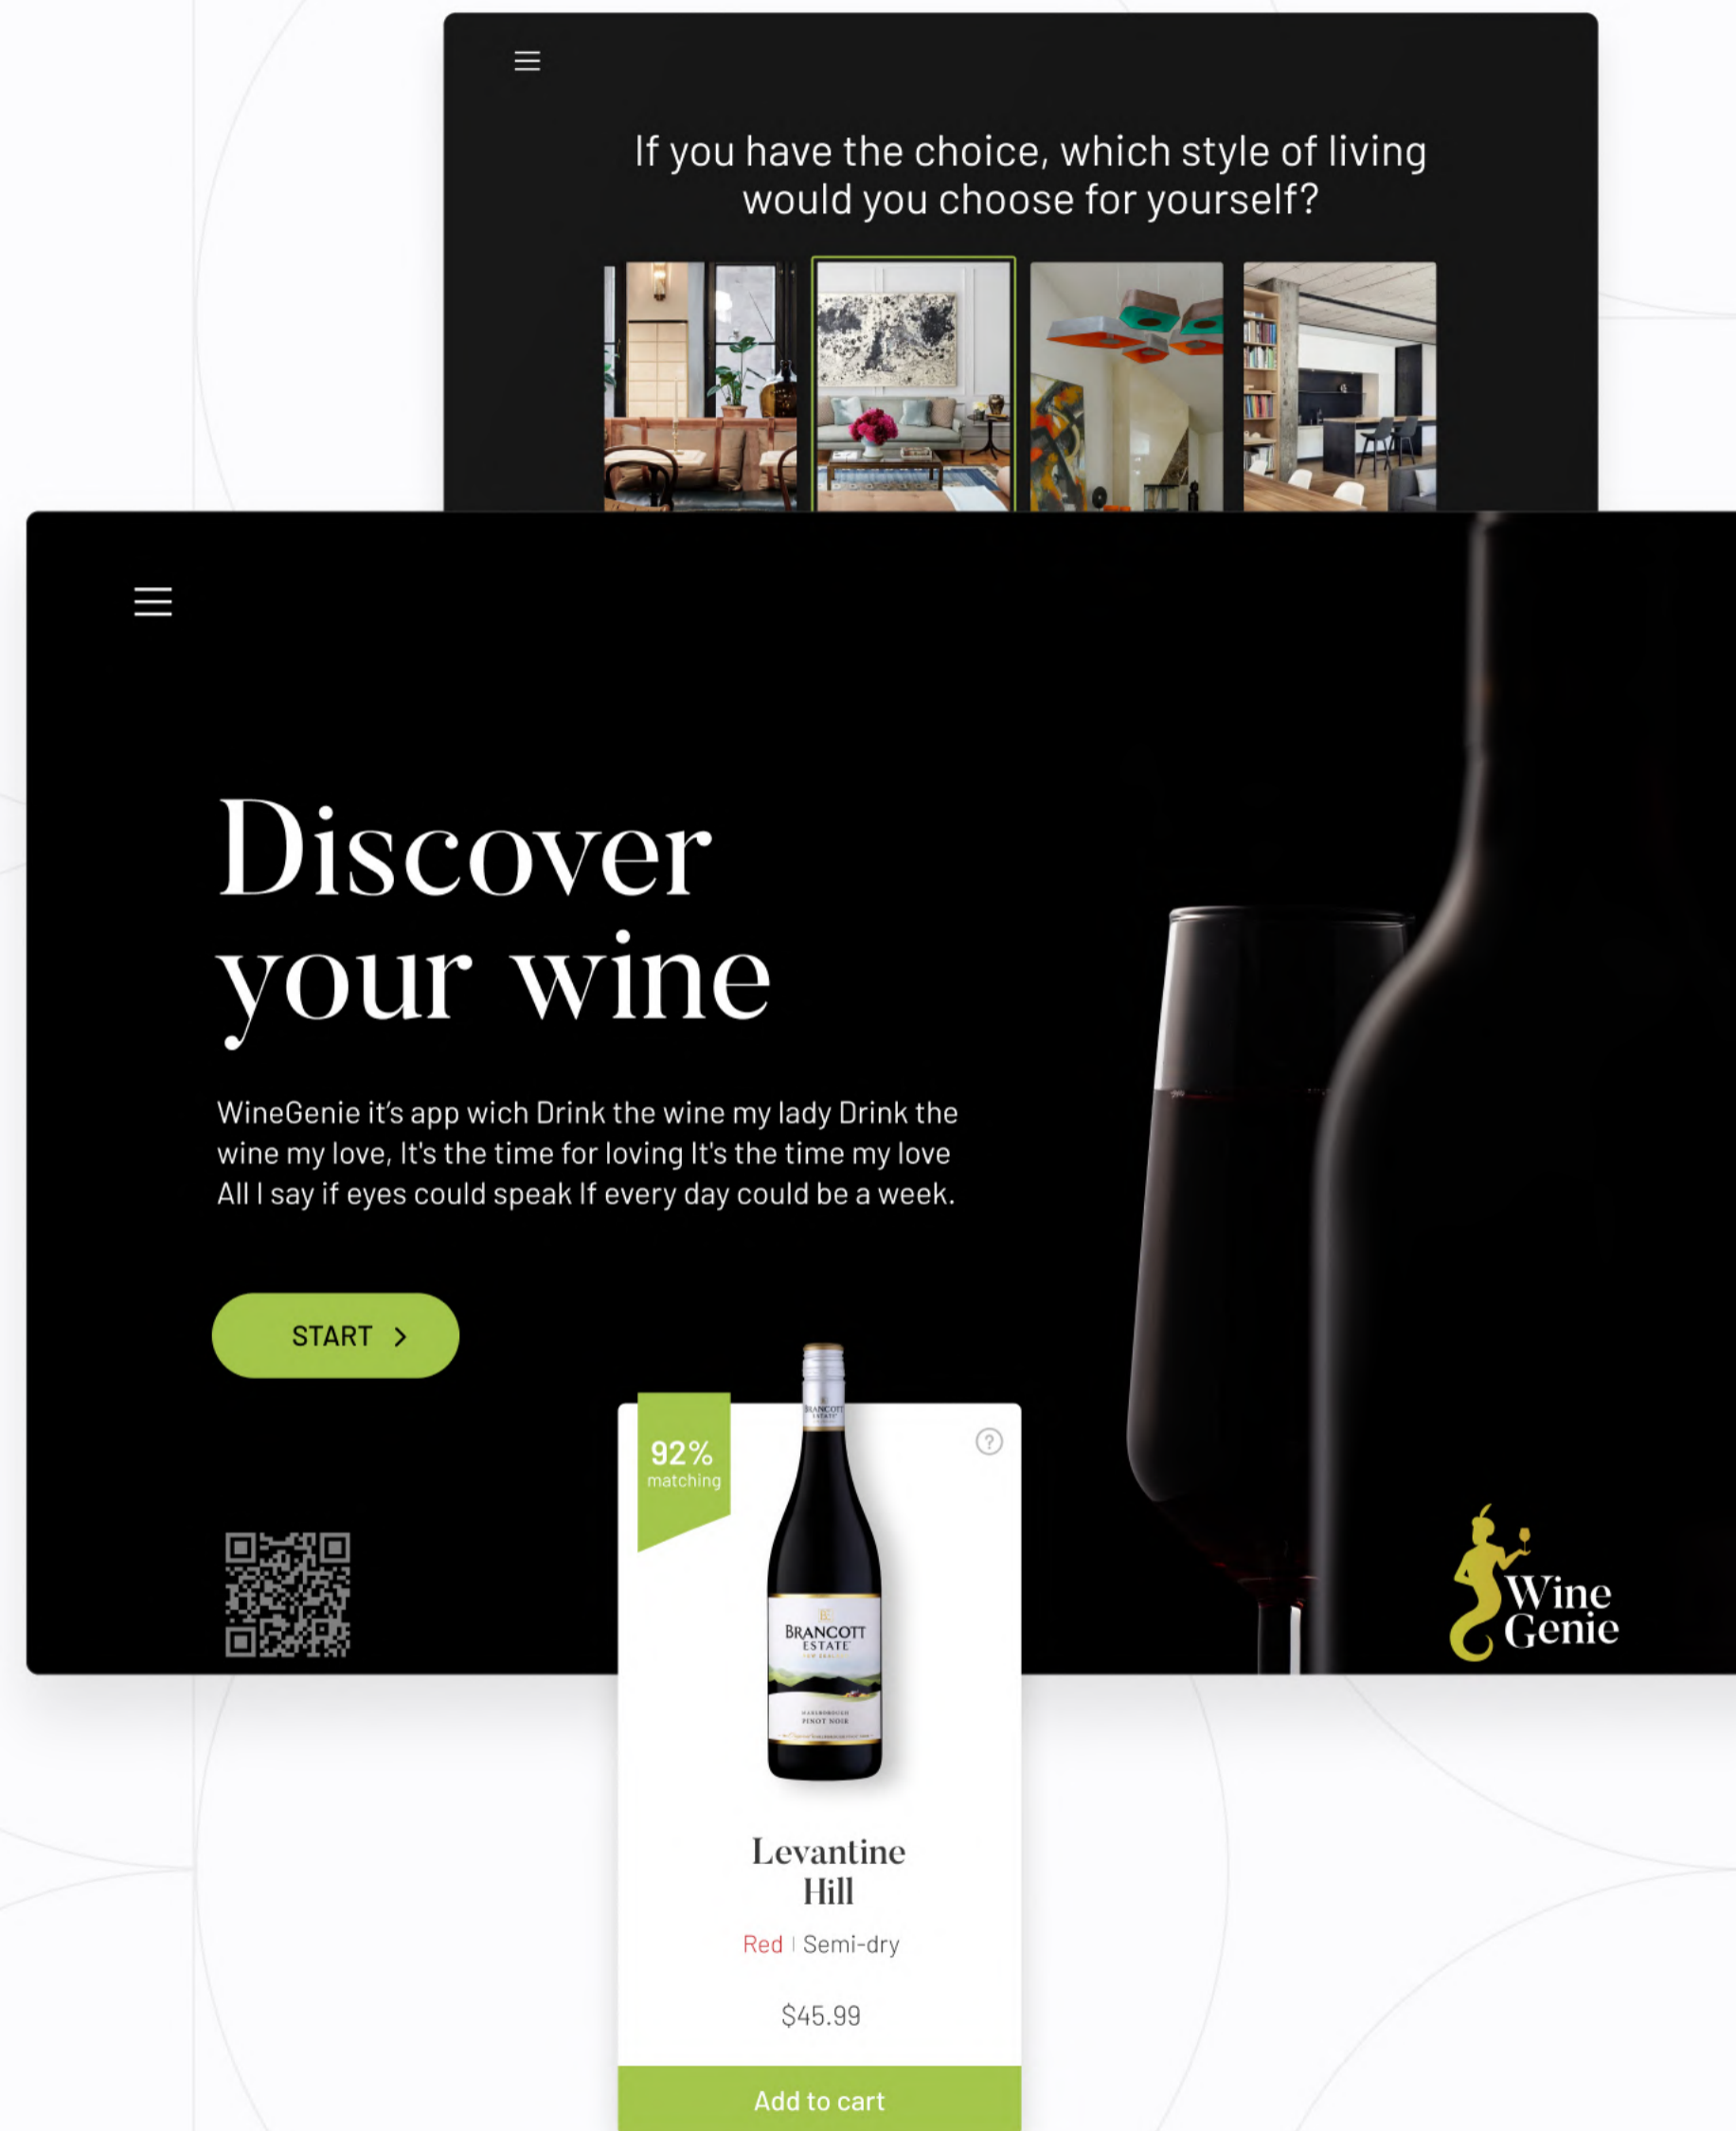 If you have the choice, which style of living
would you choose for yourself?
Discover
your wine
WineGenie it’s app wich Drink the wine my lady Drink the
wine my love, It's the time for loving It's the time my love
All I say if eyes could speak If every day could be a week.
START
92%
matching
?
BRANCOTT
ESTATE
BRANCOTT
ESTATE
MARLBOROUGH
PINOT NOIR
Wine
Genie
Levantine
Hill
Red | Semi-dry
$45.99
Add to cart